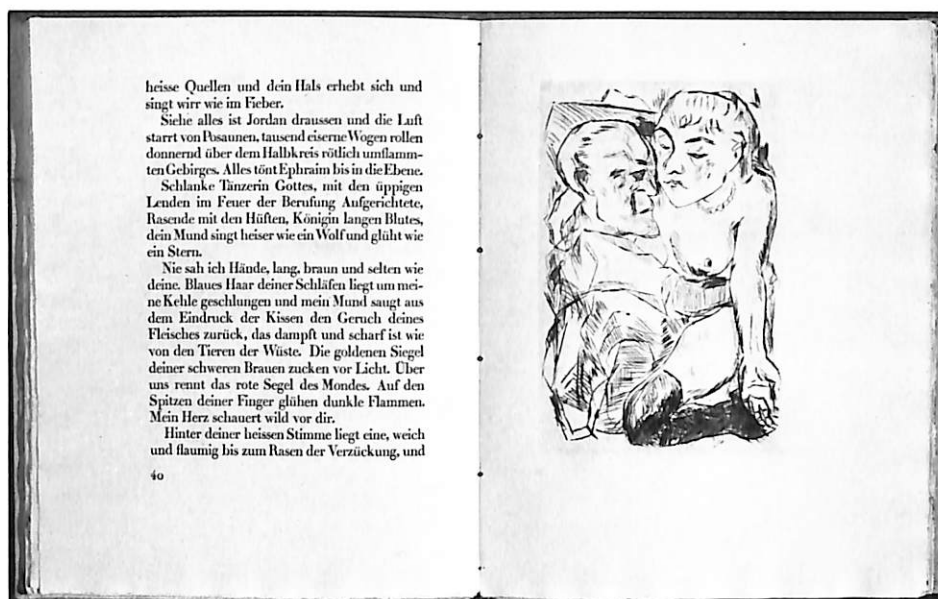 heisse Quellen und dein Hals erhebt sich und
singt wirr wie im Fieber.
Siehe alles ist Jordan draussen und die Luft
starrt von Posaunen, tausend eiserne Wogen rollen
donnernd über dem Halbkreis rötlich umflamm-
ten Gebirges. Alles tönt Ephraim bis in die Ebene.
Schlanke Tänzerin Gottes, mit den üppigen
Lenden im Feuer der Berufung Aufgerichtete,
Rasende mit den Hüften, Königin langen Blutes,
dein Mund singt heiser wie ein Wolf und glüht wie
ein Stern.
Nie sah ich Hände, lang, braun und selten wie
deine. Blaues Haar deiner Schläfen liegt um mei-
ne Kehle geschlungen und mein Mund saugt aus
dem Eindruck der Kissen den Geruch deines
Fleisches zurück, das dampft und scharf ist wie
von den Tieren der Wüste. Die goldenen Siegel
deiner schweren Brauen zucken vor Licht. Über
uns rennt das rote Segel des Mondes. Auf den
Spitzen deiner Finger glühen dunkle Flammen.
Mein Herz schauert wild vor dir.
Hinter deiner heissen Stimme liegt eine, weich
und flaumig bis zum Rasen der Verzückung, und
40